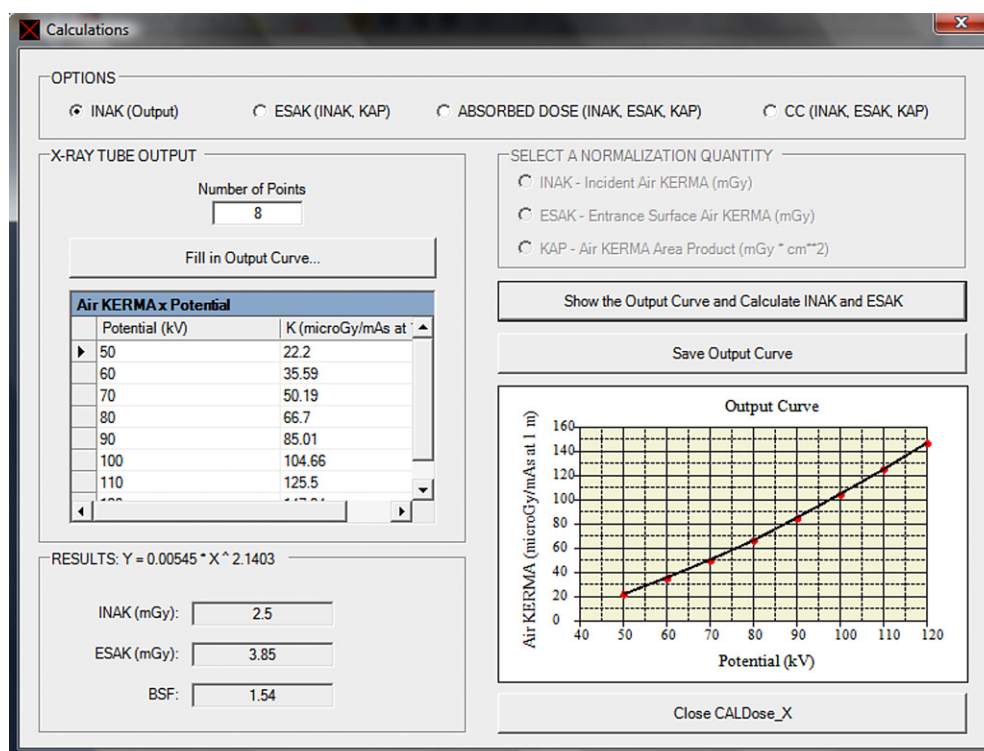 Calculations
X
OPTIONS
INAK (Output)
ESAK (INAK, KAP)
ABSORBED DOSE (INAK, ESAK, KAP)
CC (INAK, ESAK, KAP)
X-RAY TUBE OUTPUT
Number of Points
8
Fill in Output Curve...
Air KERMA x Potential
Potential (kV) K (microGy/mAs at
50 22.2
60 35.59
70 50.19
80 66.7
90 85.01
100 104.66
110 125.5
RESULTS: Y = 0.00545 * X ^ 2.1403
INAK (mGy): 2.5
ESAK (mGy): 3.85
BSF: 1.54
SELECT A NORMALIZATION QUANTITY
INAK - Incident Air KERMA (mGy)
ESAK - Entrance Surface Air KERMA (mGy)
KAP - Air KERMA Area Product (mGy * cm**2)
Show the Output Curve and Calculate INAK and ESAK
Save Output Curve
Output Curve
Air KERMA (microGy/mAs at 1 m)
160
140
120
100
80
60
40
20
0
40 50 60 70 80 90 100 110 120
Potential (kV)
Close CALDose_X